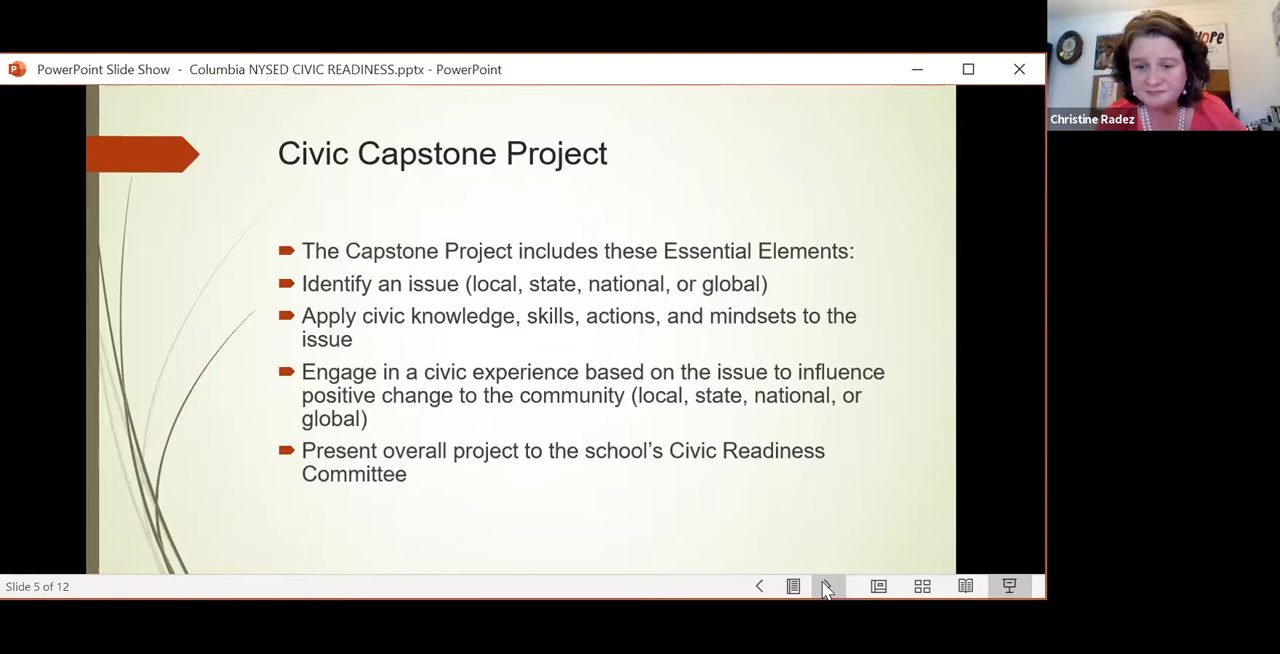 PowerPoint Slide Show - Columbia NYSED CIVIC READINESS.pptx - PowerPoint
Christine Radez
Civic Capstone Project
The Capstone Project includes these Essential Elements:
Identify an issue (local, state, national, or global)
Apply civic knowledge, skills, actions, and mindsets to the
issue
Engage in a civic experience based on the issue to influence
positive change to the community (local, state, national, or
global)
Present overall project to the school’s Civic Readiness
Committee
Slide 5 of 12